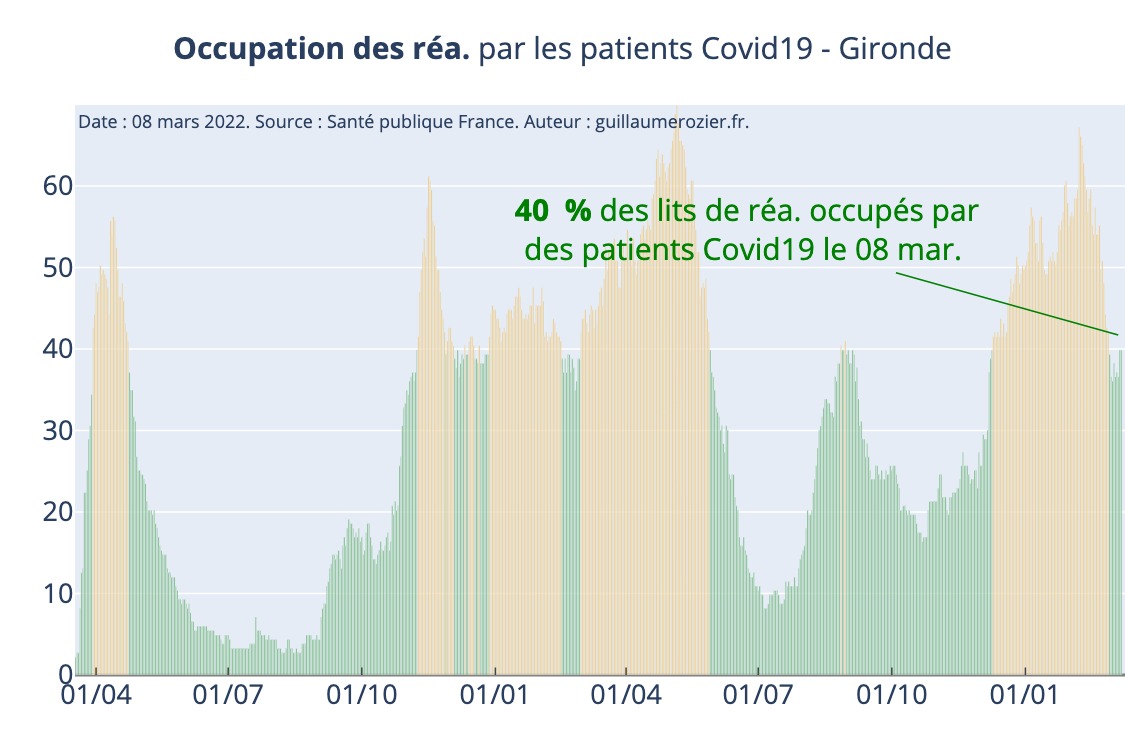 Occupation des réa. par les patients Covid19 - Gironde
Date : 08 mars 2022. Source : Santé publique France. Auteur : guillaumerozier.fr.
40 % des lits de réa. occupés par
des patients Covid19 le 08 mar.
60
50
40
30
20
10
0
01/04 01/07 01/10 01/01 01/04 01/07 01/10 01/01